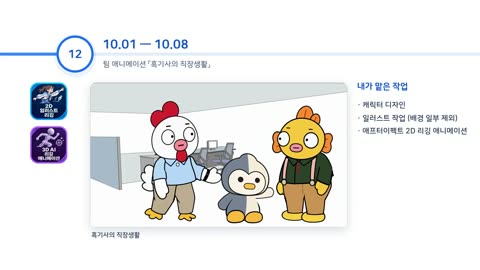 12
10.01 — 10.08
팀 애니메이션 「흑기사의 직장생활」
2D
일러스트
리깅
3D AI
리깅
애니메이션
내가 맡은 작업
· 캐릭터 디자인
· 일러스트 작업 (배경 일부 제외)
· 애프터이펙트 2D 리깅 애니메이션
흑기사의 직장생활